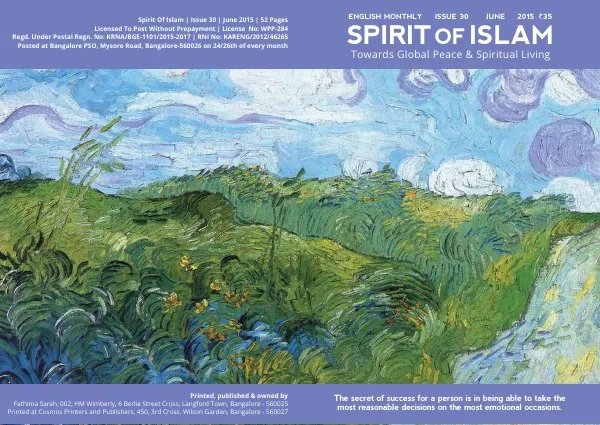 Spirit Of Islam | Issue 30 | June 2015 | 52 Pages
Licensed To Post Without Prepayment | License No: WPP-284
Regd. Under Postal Regn. No: KRNA/BGE-1101/2015-2017 | RNI No: KARENG/2012/46265
Posted at Bangalore PSO, Mysore Road, Bangalore-560026 on 24/26th of every month
ENGLISH MONTHLY ISSUE 30 JUNE 2015 ₹35
SPIRIT OF ISLAM
Towards Global Peace & Spiritual Living
Printed, published & owned by
Fathima Sarah, 002, HM Wimberly, 6 Berlie Street Cross, Langford Town, Bangalore - 560025
Printed at Cosmos Printers and Publishers, 450, 3rd Cross, Wilson Garden, Bangalore - 560027
The secret of success for a person is in being able to take the
most reasonable decisions on the most emotional occasions.